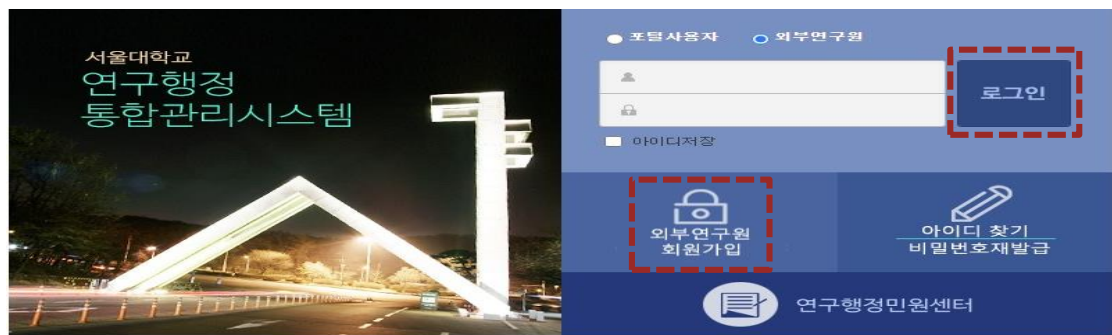 서울대학교
연구행정
통합관리시스템
포털사용자
외부연구원
로그인
아이디저장
외부연구원
회원가입
아이디 찾기
비밀번호재발급
연구행정민원센터